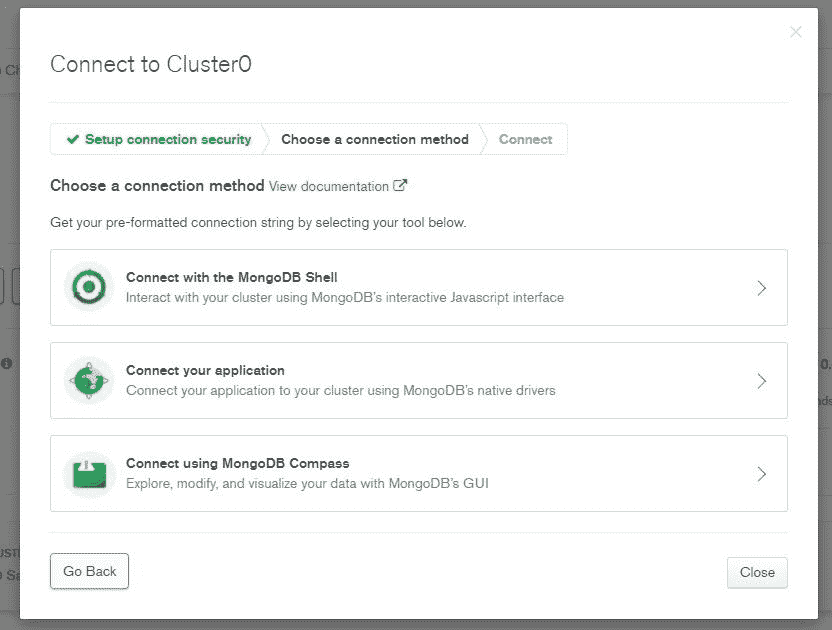 Connect to Cluster0
Setup connection security Choose a connection method Connect
Choose a connection method View documentation
Get your pre-formatted connection string by selecting your tool below.
Connect with the MongoDB Shell
Interact with your cluster using MongoDB's interactive Javascript interface
Connect your application
Connect your application to your cluster using MongoDB's native drivers
Connect using MongoDB Compass
Explore, modify, and visualize your data with MongoDB's GUI
Go Back Close